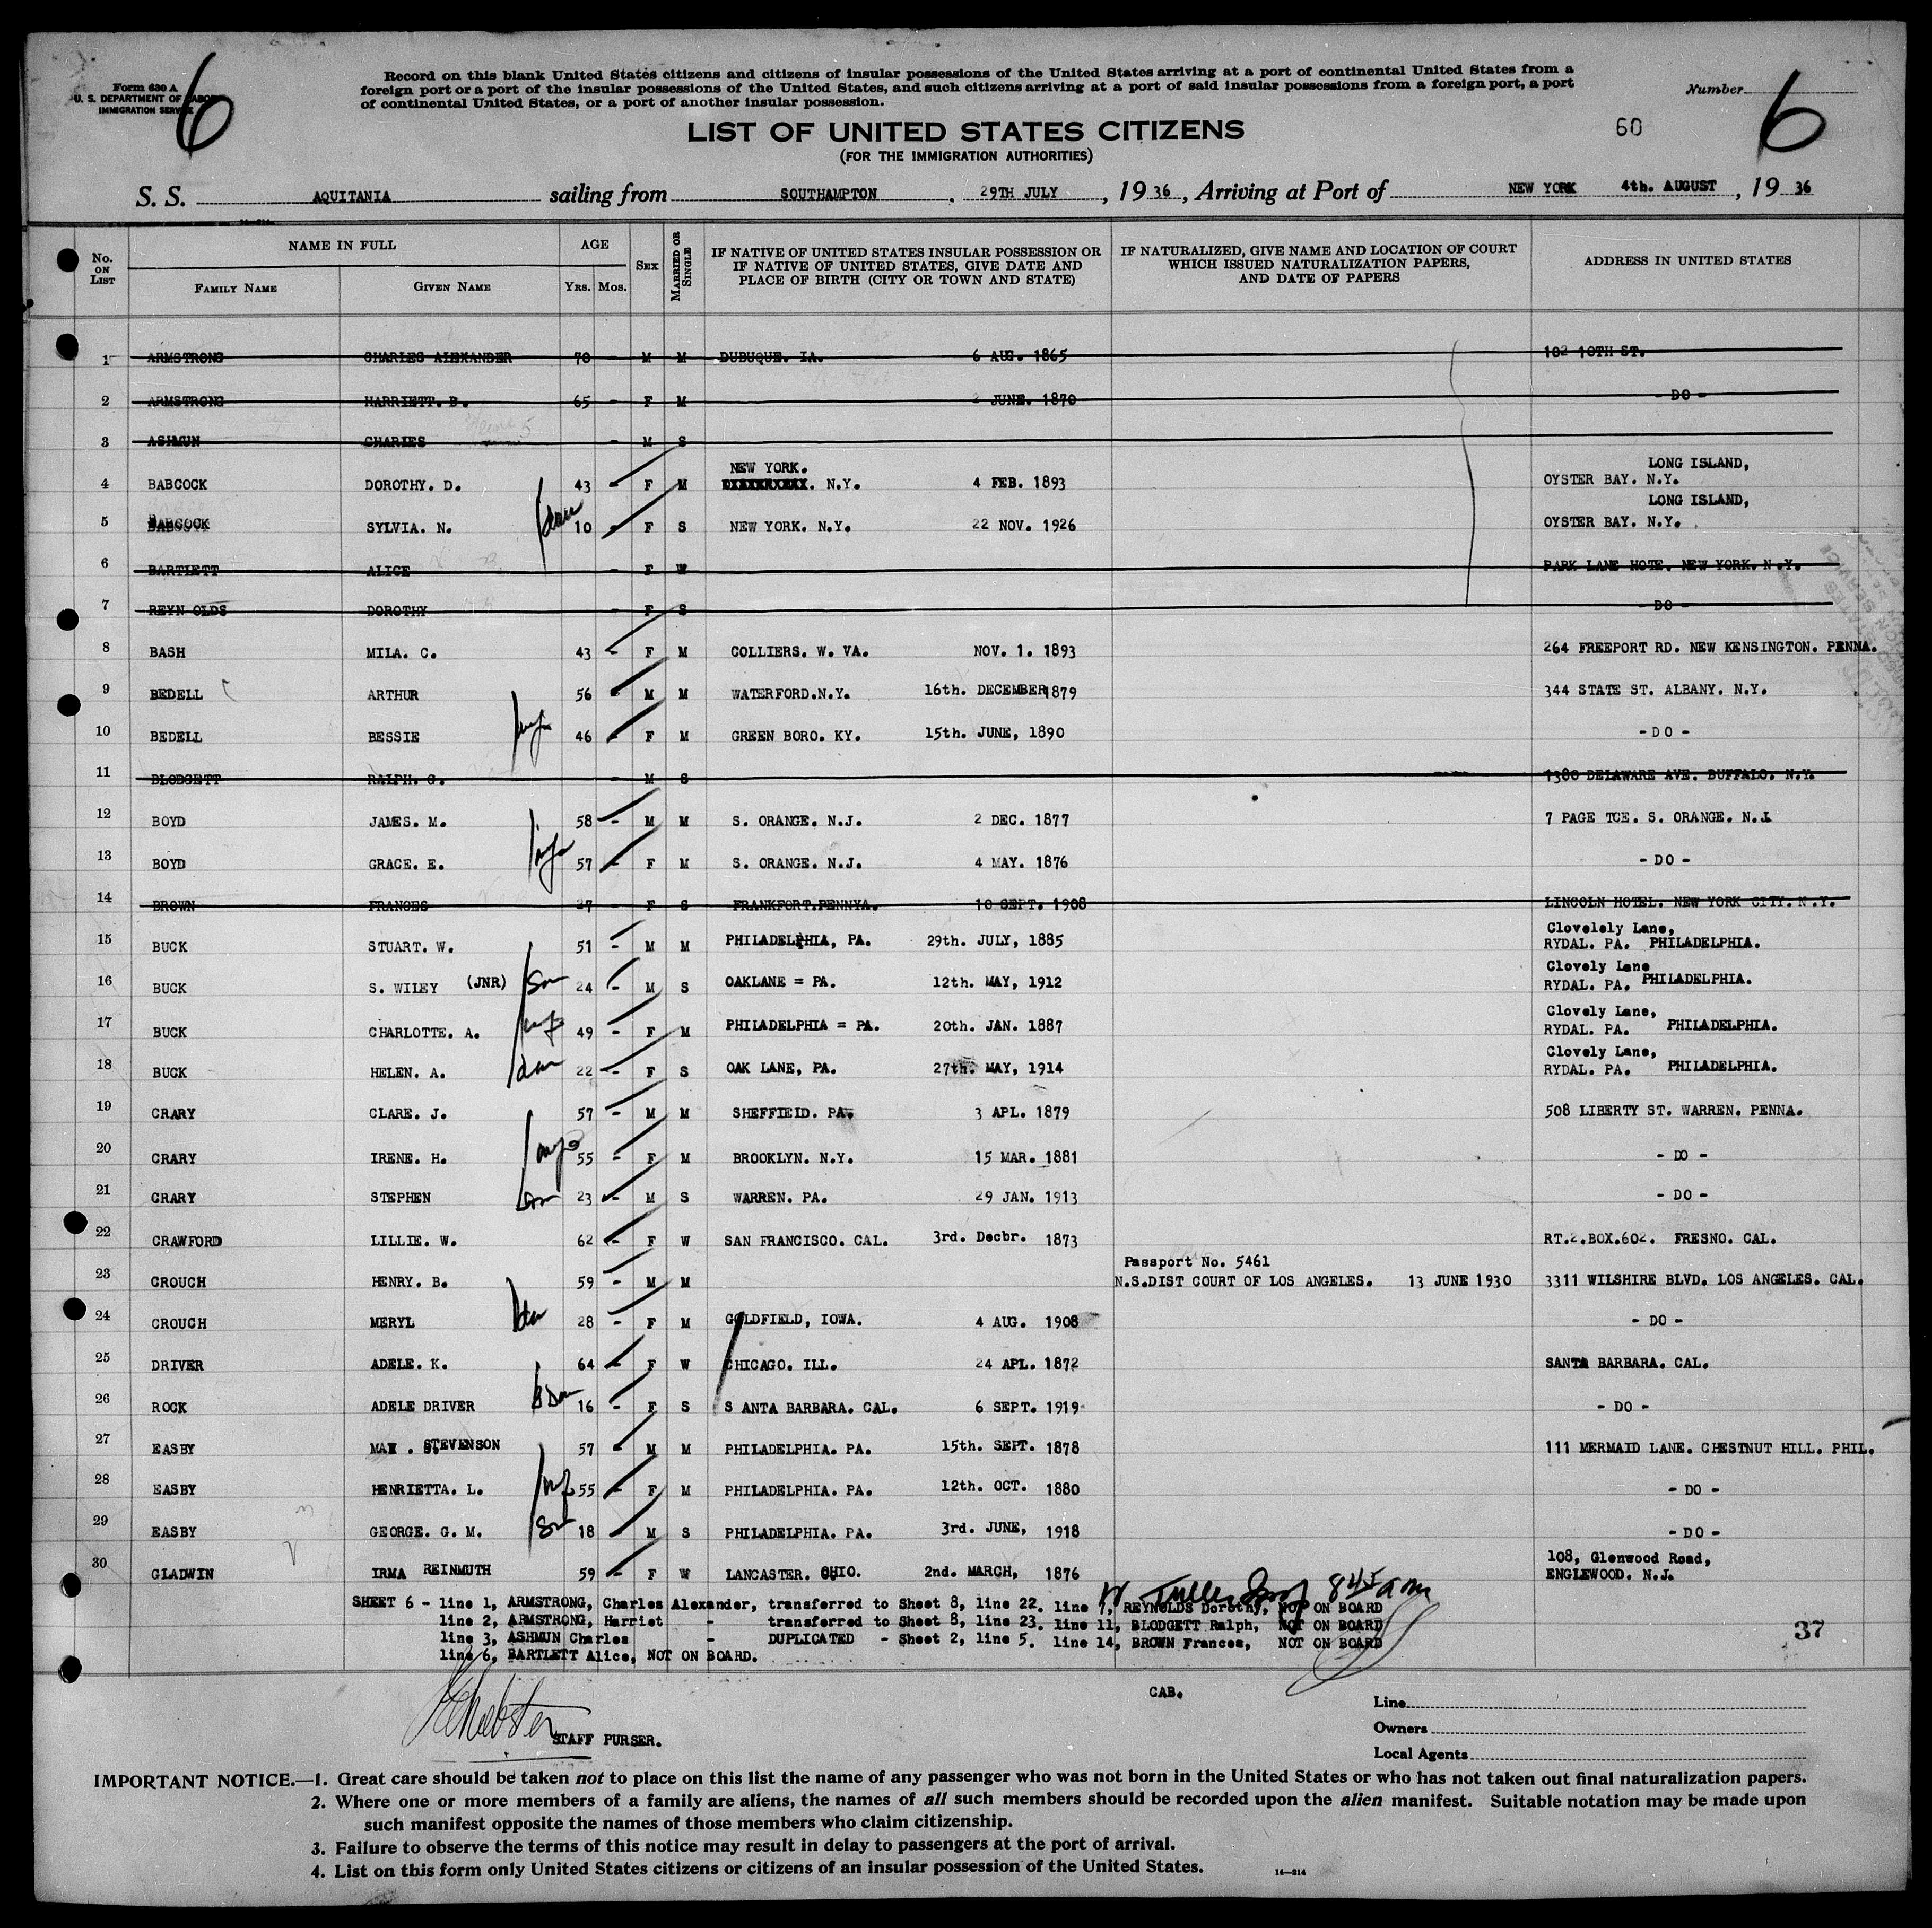 Form 630 A
U. S. DEPARTMENT OF LABOR
IMMIGRATION SERVICE
6
Record on this blank United States citizens and citizens of insular possessions of the United States arriving at a port of continental United States from a
foreign port or a port of the insular possessions of the United States, and such citizens arriving at a port of said insular possessions from a foreign port, a port
of continental United States, or a port of another insular possession.
Number
6
LIST OF UNITED STATES CITIZENS
60
(FOR THE IMMIGRATION AUTHORITIES)
S. S. AQUITANIA sailing from SOUTHAMPTON, 29TH JULY, 1936, Arriving at Port of NEW YORK 4th. AUGUST, 1936
No. ON LIST
NAME IN FULL
FAMILY NAME
GIVEN NAME
AGE
YRS. MOS.
SEX
MARRIED OR SINGLE
IF NATIVE OF UNITED STATES INSULAR POSSESSION OR
IF NATIVE OF UNITED STATES, GIVE DATE AND
PLACE OF BIRTH (CITY OR TOWN AND STATE)
IF NATURALIZED, GIVE NAME AND LOCATION OF COURT
WHICH ISSUED NATURALIZATION PAPERS,
AND DATE OF PAPERS
ADDRESS IN UNITED STATES
1 ARMSTRONG CHARLES ALEXANDER 70 - M M DUBUQUE. IA. 6 AUG. 1865 102 10TH ST.
2 ARMSTRONG HARRIETT. B. 65 - F M 2 JUNE. 1870 - DO -
3 ASHMUN CHARLES - M S
NEW YORK. LONG ISLAND,
4 BABCOCK DOROTHY. D. 43 - F M N.Y. 4 FEB. 1893 OYSTER BAY. N.Y.
LONG ISLAND,
5 BABCOCK SYLVIA. N. dau 10 - F S NEW YORK. N.Y. 22 NOV. 1926 OYSTER BAY. N.Y.
6 BARTLETT ALICE - F W PARK LANE HOTE. NEW YORK. N.Y.
7 REYN OLDS DOROTHY - F S - DO -
8 BASH MILA. C. 43 - F M COLLIERS. W. VA. NOV. 1. 1893 264 FREEPORT RD. NEW KENSINGTON. PENNA.
9 BEDELL ARTHUR 56 - M M WATERFORD.N.Y. 16th. DECEMBER 1879 344 STATE ST. ALBANY. N.Y.
10 BEDELL BESSIE 46 - F M GREEN BORO. KY. 15th. JUNE, 1890 - DO -
11 BLODGETT RALPH. G. - M S 1380 DELAWARE AVE. BUFFALO. N.Y.
12 BOYD JAMES. M. 58 - M M S. ORANGE. N.J. 2 DEC. 1877 7 PAGE TCE. S. ORANGE. N.J.
13 BOYD GRACE. E. 57 - F M S. ORANGE. N.J. 4 MAY. 1876 - DO -
14 BROWN FRANCES 27 - F S FRANKFORT.PENNYA. 10 SEPT. 1908 LINCOLN HOTEL. NEW YORK CITY. N.Y.
Clovelely Lane,
15 BUCK STUART. W. 51 - M M PHILADELPHIA, PA. 29th. JULY, 1885 RYDAL. PA. PHILADELPHIA.
Clovely Lane
16 BUCK S. WILEY (JNR) Son 24 - M S OAKLANE = PA. 12th. MAY, 1912 RYDAL. PA. PHILADELPHIA.
Clovely Lane,
17 BUCK CHARLOTTE. A. 49 - F M PHILADELPHIA = PA. 20th. JAN. 1887 RYDAL. PA. PHILADELPHIA.
Clovely Lane,
18 BUCK HELEN. A. dau 22 - F S OAK LANE, PA. 27th. MAY, 1914 RYDAL. PA. PHILADELPHIA.
19 CRARY CLARE. J. 57 - M M SHEFFIEID. PA. 3 APL. 1879 508 LIBERTY ST. WARREN. PENNA.
20 CRARY IRENE. H. 55 - F M BROOKLYN. N.Y. 15 MAR. 1881 - DO -
21 CRARY STEPHEN Son 23 - M S WARREN. PA. 29 JAN. 1913 - DO -
22 CRAWFORD LILLIE. W. 62 - F W SAN FRANCISCO. CAL. 3rd. Decbr. 1873 RT.2.BOX.602. FRESNO. CAL.
Passport No. 5461
23 CROUCH HENRY. B. 59 - M M N.S.DIST COURT OF LOS ANGELES. 13 JUNE 1930 3311 WILSHIRE BLVD. LOS ANGELES. CAL.
24 CROUCH MERYL 28 - F M GOLDFIELD, IOWA. 4 AUG. 1908 - DO -
25 DRIVER ADELE. K. 64 - F W CHICAGO. ILL. 24 APL. 1872 SANTA BARBARA. CAL.
26 ROCK ADELE DRIVER 16 - F S S ANTA BARBARA. CAL. 6 SEPT. 1919 - DO -
27 EASBY MAY . S. STEVENSON 57 - M M PHILADELPHIA. PA. 15th. SEPT. 1878 111 MERMAID LANE. CHESTNUT HILL. PHIL.
28 EASBY HENRIETTA. L. 55 - F M PHILADELPHIA. PA. 12th. OCT. 1880 - DO -
29 EASBY GEORGE. G. M. Son 18 - M S PHILADELPHIA. PA. 3rd. JUNE, 1918 - DO -
108, Glenwood Road,
30 GLADWIN IRMA REINMUTH 59 - F W LANCASTER. OHIO. 2nd. MARCH, 1876 ENGLEWOOD. N.J.
845 am
SHEET 6 - line 1, ARMSTRONG, Charles Alexander, transferred to Sheet 8, line 22. line 7, REYNOLDS Dorothy, NOT ON BOARD
line 2, ARMSTRONG, Harriet - transferred to Sheet 8, line 23. line 11, BLODGETT Ralph, NOT ON BOARD
line 3, ASHMUN Charles - DUPLICATED - Sheet 2, line 5. line 14, BROWN Frances, NOT ON BOARD
line 6, BARTLETT Alice, NOT ON BOARD.
37
CAB.
STAFF PURSER.
Line
Owners
Local Agents
IMPORTANT NOTICE.—1. Great care should be taken not to place on this list the name of any passenger who was not born in the United States or who has not taken out final naturalization papers.
2. Where one or more members of a family are aliens, the names of all such members should be recorded upon the alien manifest. Suitable notation may be made upon
such manifest opposite the names of those members who claim citizenship.
3. Failure to observe the terms of this notice may result in delay to passengers at the port of arrival.
4. List on this form only United States citizens or citizens of an insular possession of the United States.
14—214